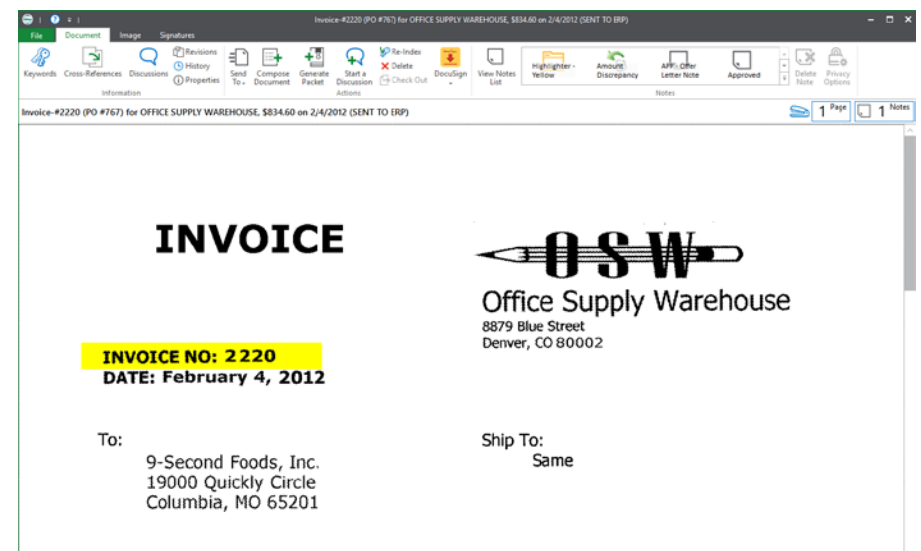 Invoice-#2220 (PO #767) for OFFICE SUPPLY WAREHOUSE, $834.60 on 2/4/2012 (SENT TO ERP)
File Document Image Signatures
Keywords Cross-References Discussions Revisions History Properties Send To Compose Document Generate Packet Start a Discussion Re-Index Delete Check Out DocuSign View Notes List Highlighter - Yellow Amount Discrepancy APP: Offer Letter Note Approved Delete Note Privacy Options
Information Actions Notes
Invoice-#2220 (PO #767) for OFFICE SUPPLY WAREHOUSE, $834.60 on 2/4/2012 (SENT TO ERP) 1 Page 1 Notes
INVOICE
OSW
Office Supply Warehouse
8879 Blue Street
Denver, CO 80002
INVOICE NO: 2220
DATE: February 4, 2012
To:
9-Second Foods, Inc.
19000 Quickly Circle
Columbia, MO 65201
Ship To:
Same